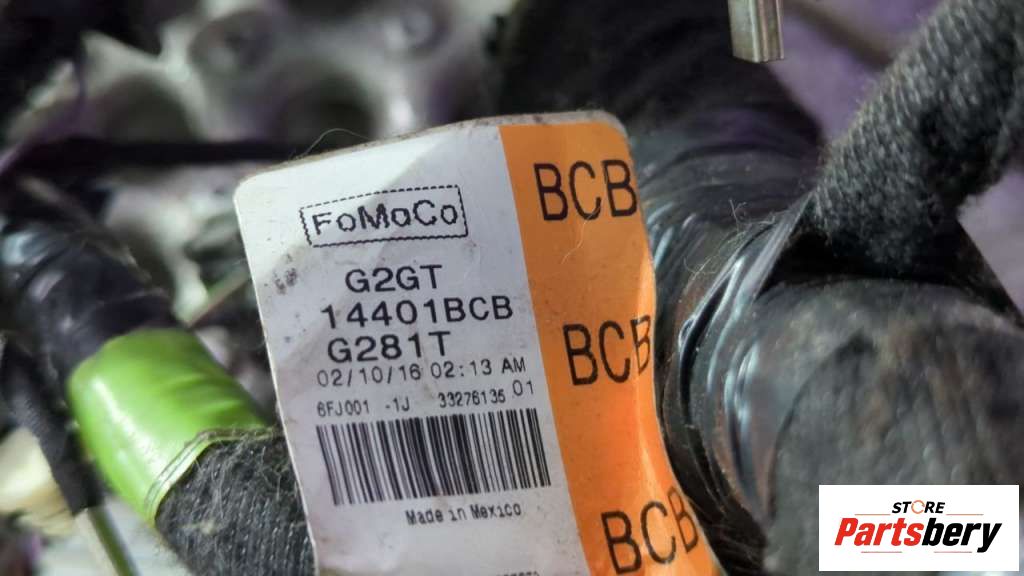 FoMoCo
G2GT
14401BCB
G281T
02/10/16 02:13 AM
6FJ001 -1J 33276135 01
Made in Mexico
BCB
BCB
BCB
STORE
Partsbery